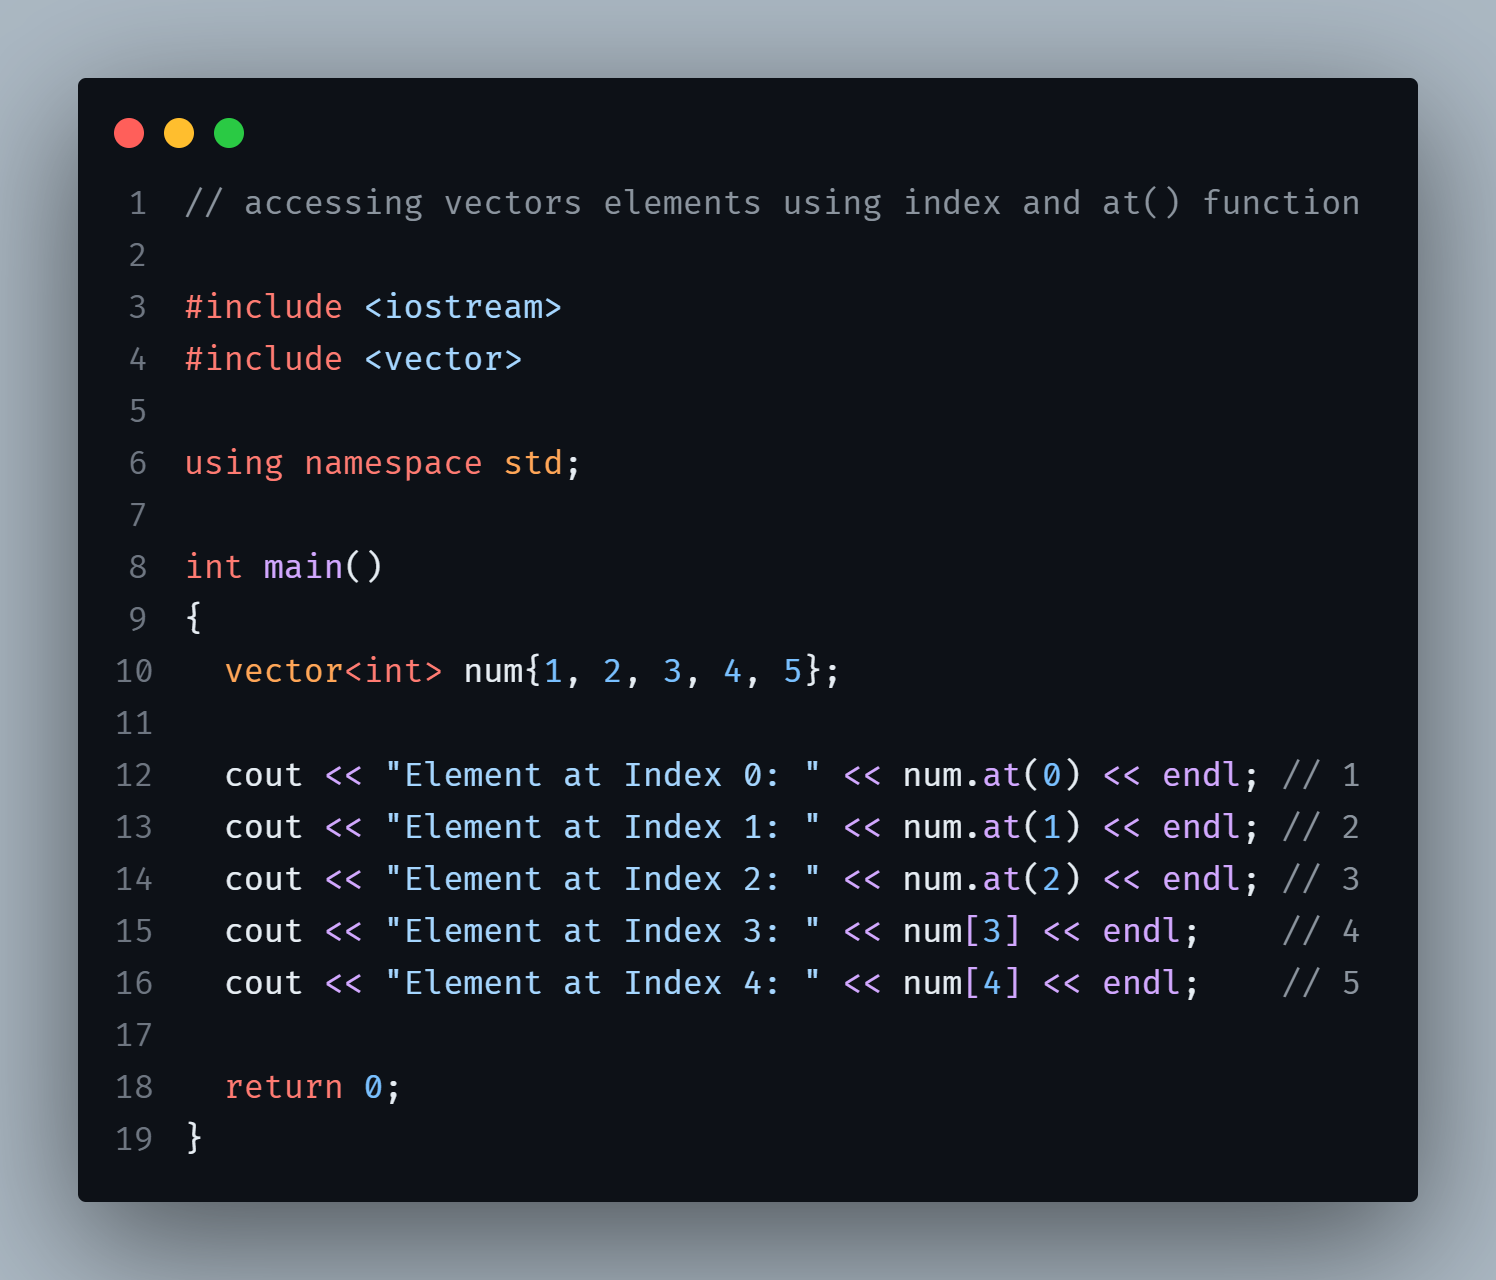 1 // accessing vectors elements using index and at() function
2
3 #include <iostream>
4 #include <vector>
5
6 using namespace std;
7
8 int main()
9 {
10   vector<int> num{1, 2, 3, 4, 5};
11
12   cout << "Element at Index 0: " << num.at(0) << endl; // 1
13   cout << "Element at Index 1: " << num.at(1) << endl; // 2
14   cout << "Element at Index 2: " << num.at(2) << endl; // 3
15   cout << "Element at Index 3: " << num[3] << endl;    // 4
16   cout << "Element at Index 4: " << num[4] << endl;    // 5
17
18   return 0;
19 }